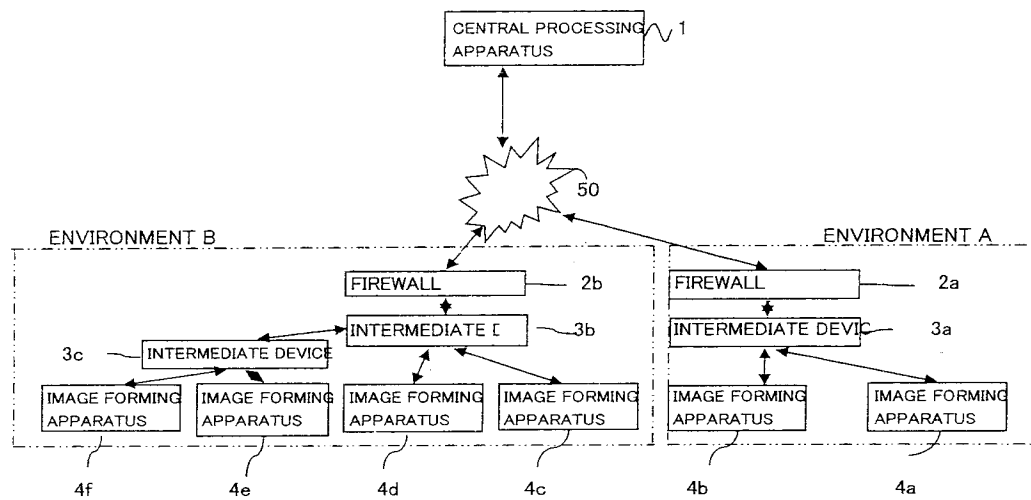 CENTRAL PROCESSING
APPARATUS
1
50
ENVIRONMENT B
ENVIRONMENT A
FIREWALL
2b
FIREWALL
2a
INTERMEDIATE D
3b
INTERMEDIATE DEVIC
3a
3c
INTERMEDIATE DEVICE
IMAGE FORMING
APPARATUS
IMAGE FORMING
APPARATUS
IMAGE FORMING
APPARATUS
IMAGE FORMING
APPARATUS
IMAGE FORMING
APPARATUS
IMAGE FORMING
APPARATUS
4f
4e
4d
4c
4b
4a